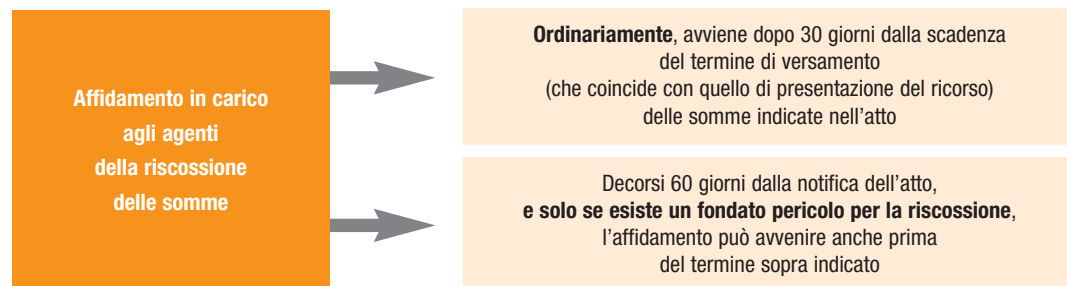 Affidamento in carico
agli agenti
della riscossione
delle somme
Ordinariamente, avviene dopo 30 giorni dalla scadenza
del termine di versamento
(che coincide con quello di presentazione del ricorso)
delle somme indicate nell’atto
Decorsi 60 giorni dalla notifica dell’atto,
e solo se esiste un fondato pericolo per la riscossione,
l’affidamento può avvenire anche prima
del termine sopra indicato